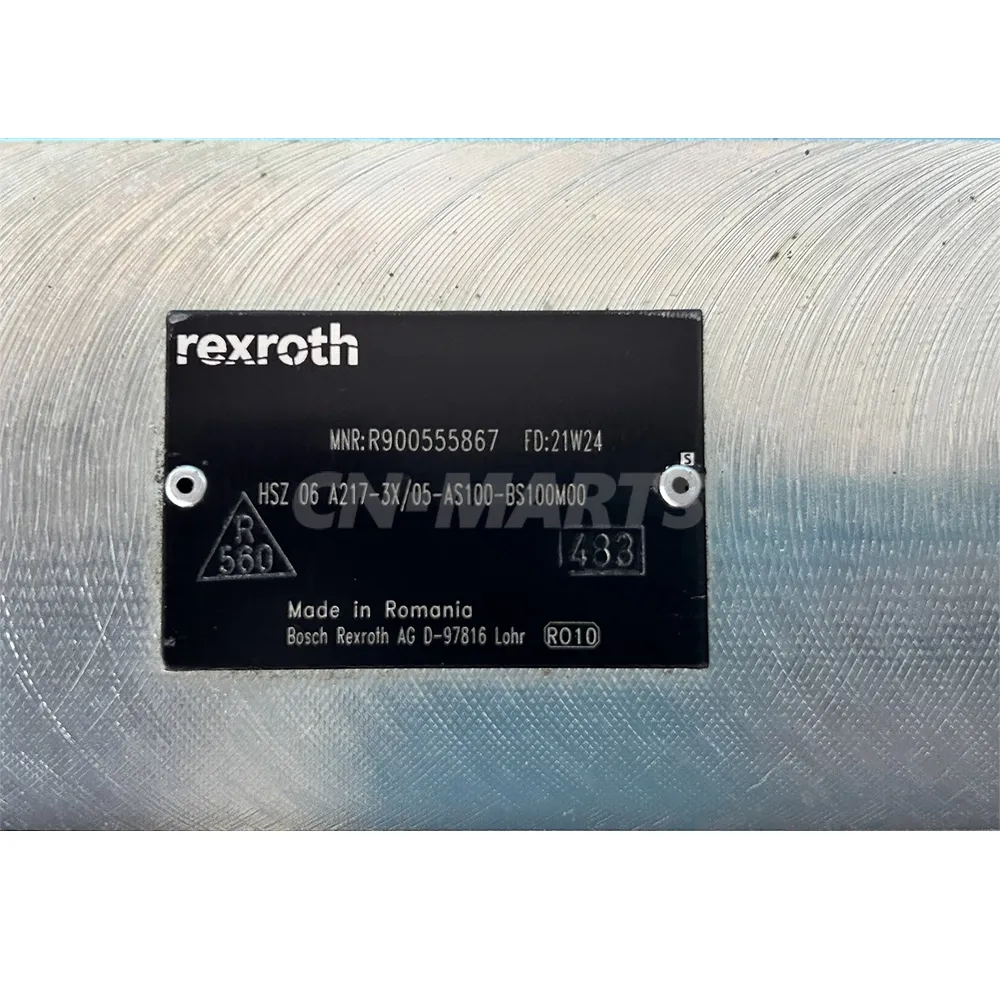 rexroth
MNR:R900555867 FD:21W24
S
HSZ 06 A217-3X/05-AS100-BS100M00
CN-MARTS
R
560
483
Made in Romania
Bosch Rexroth AG D-97816 Lohr RO10